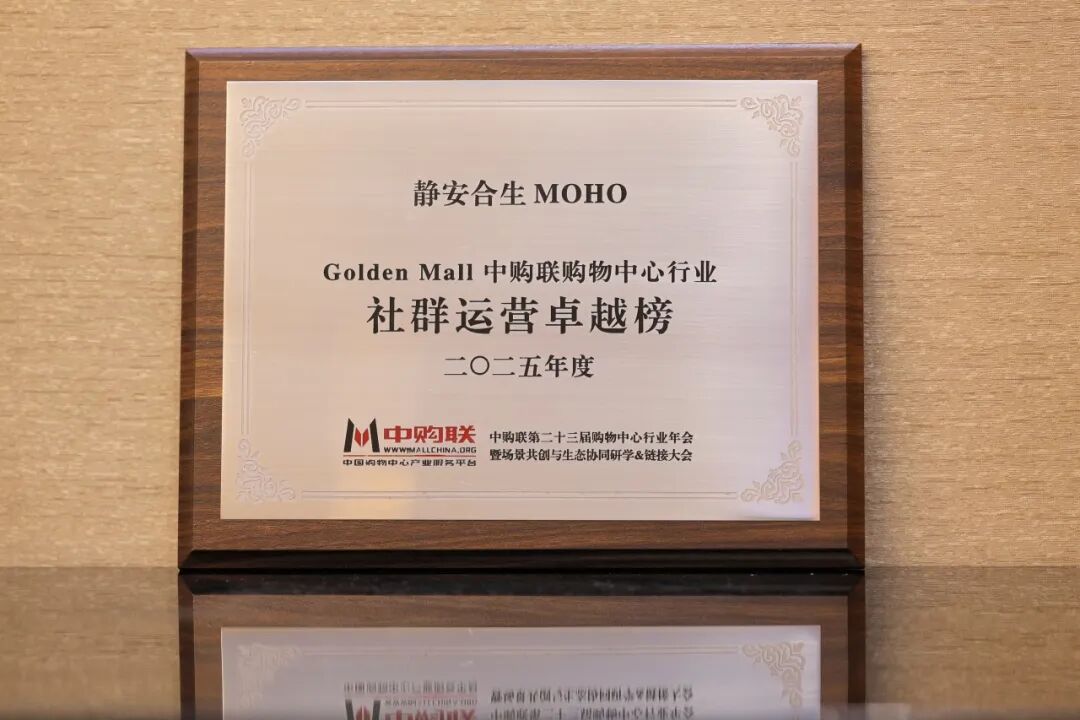 静安合生 MOHO
Golden Mall 中购联购物中心行业
社群运营卓越榜
二〇二五年度
中购联
WWW.MALLCHINA.ORG
中国购物中心产业服务平台
中购联第二十三届购物中心行业年会
暨场景共创与生态协同研学&链接大会